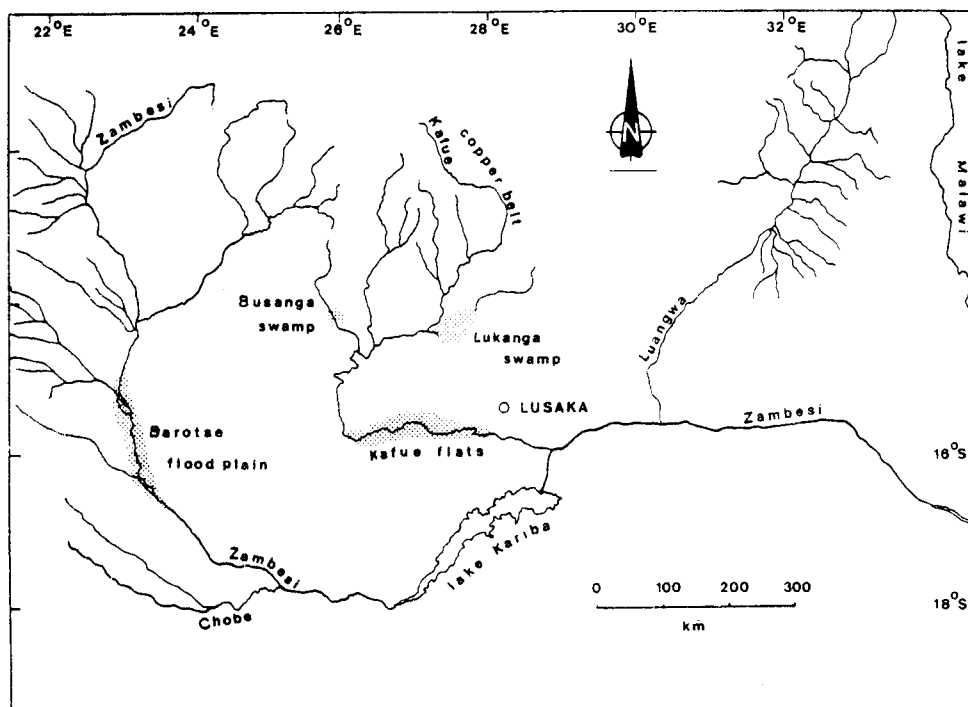 22°E 24°E 26°E 28°E 30°E 32°E
lake Malawi
Zambesi
Kafue
copper belt
N
Busanga
swamp
Lukanga
swamp
Luangwa
LUSAKA
Zambesi
Barotse
flood plain
Kafue flats
16°S
Zambesi
lake Kariba
Chobe
0 100 200 300
km
18°S